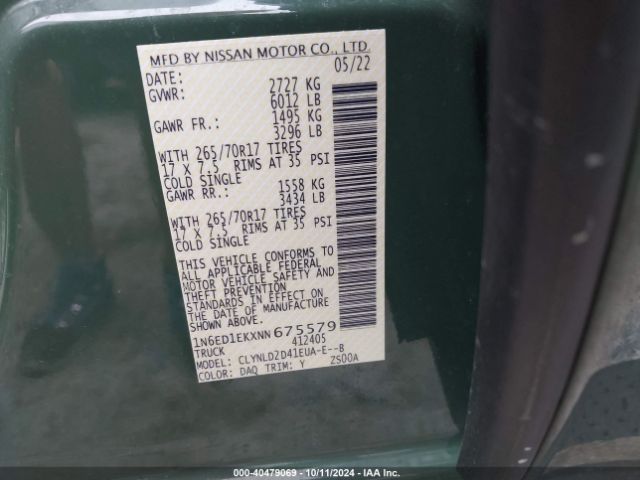 MFD BY NISSAN MOTOR CO., LTD.
DATE: 05/22
GVWR: 2727 KG
6012 LB
GAWR FR.: 1495 KG
3296 LB
WITH 265/70R17 TIRES
17 X 7.5 RIMS AT 35 PSI
COLD SINGLE
GAWR RR.: 1558 KG
3434 LB
WITH 265/70R17 TIRES
17 X 7.5 RIMS AT 35 PSI
COLD SINGLE
THIS VEHICLE CONFORMS TO
ALL APPLICABLE FEDERAL
MOTOR VEHICLE SAFETY AND
THEFT PREVENTION
STANDARDS IN EFFECT ON
THE DATE OF MANUFACTURE
SHOWN ABOVE.
1N6ED1EKXNN675579
TRUCK 412405
MODEL: CLYNLD2D41EUA-E--B
COLOR: DAQ TRIM: Y ZS00A
000-40479069 - 10/11/2024 - IAA Inc.